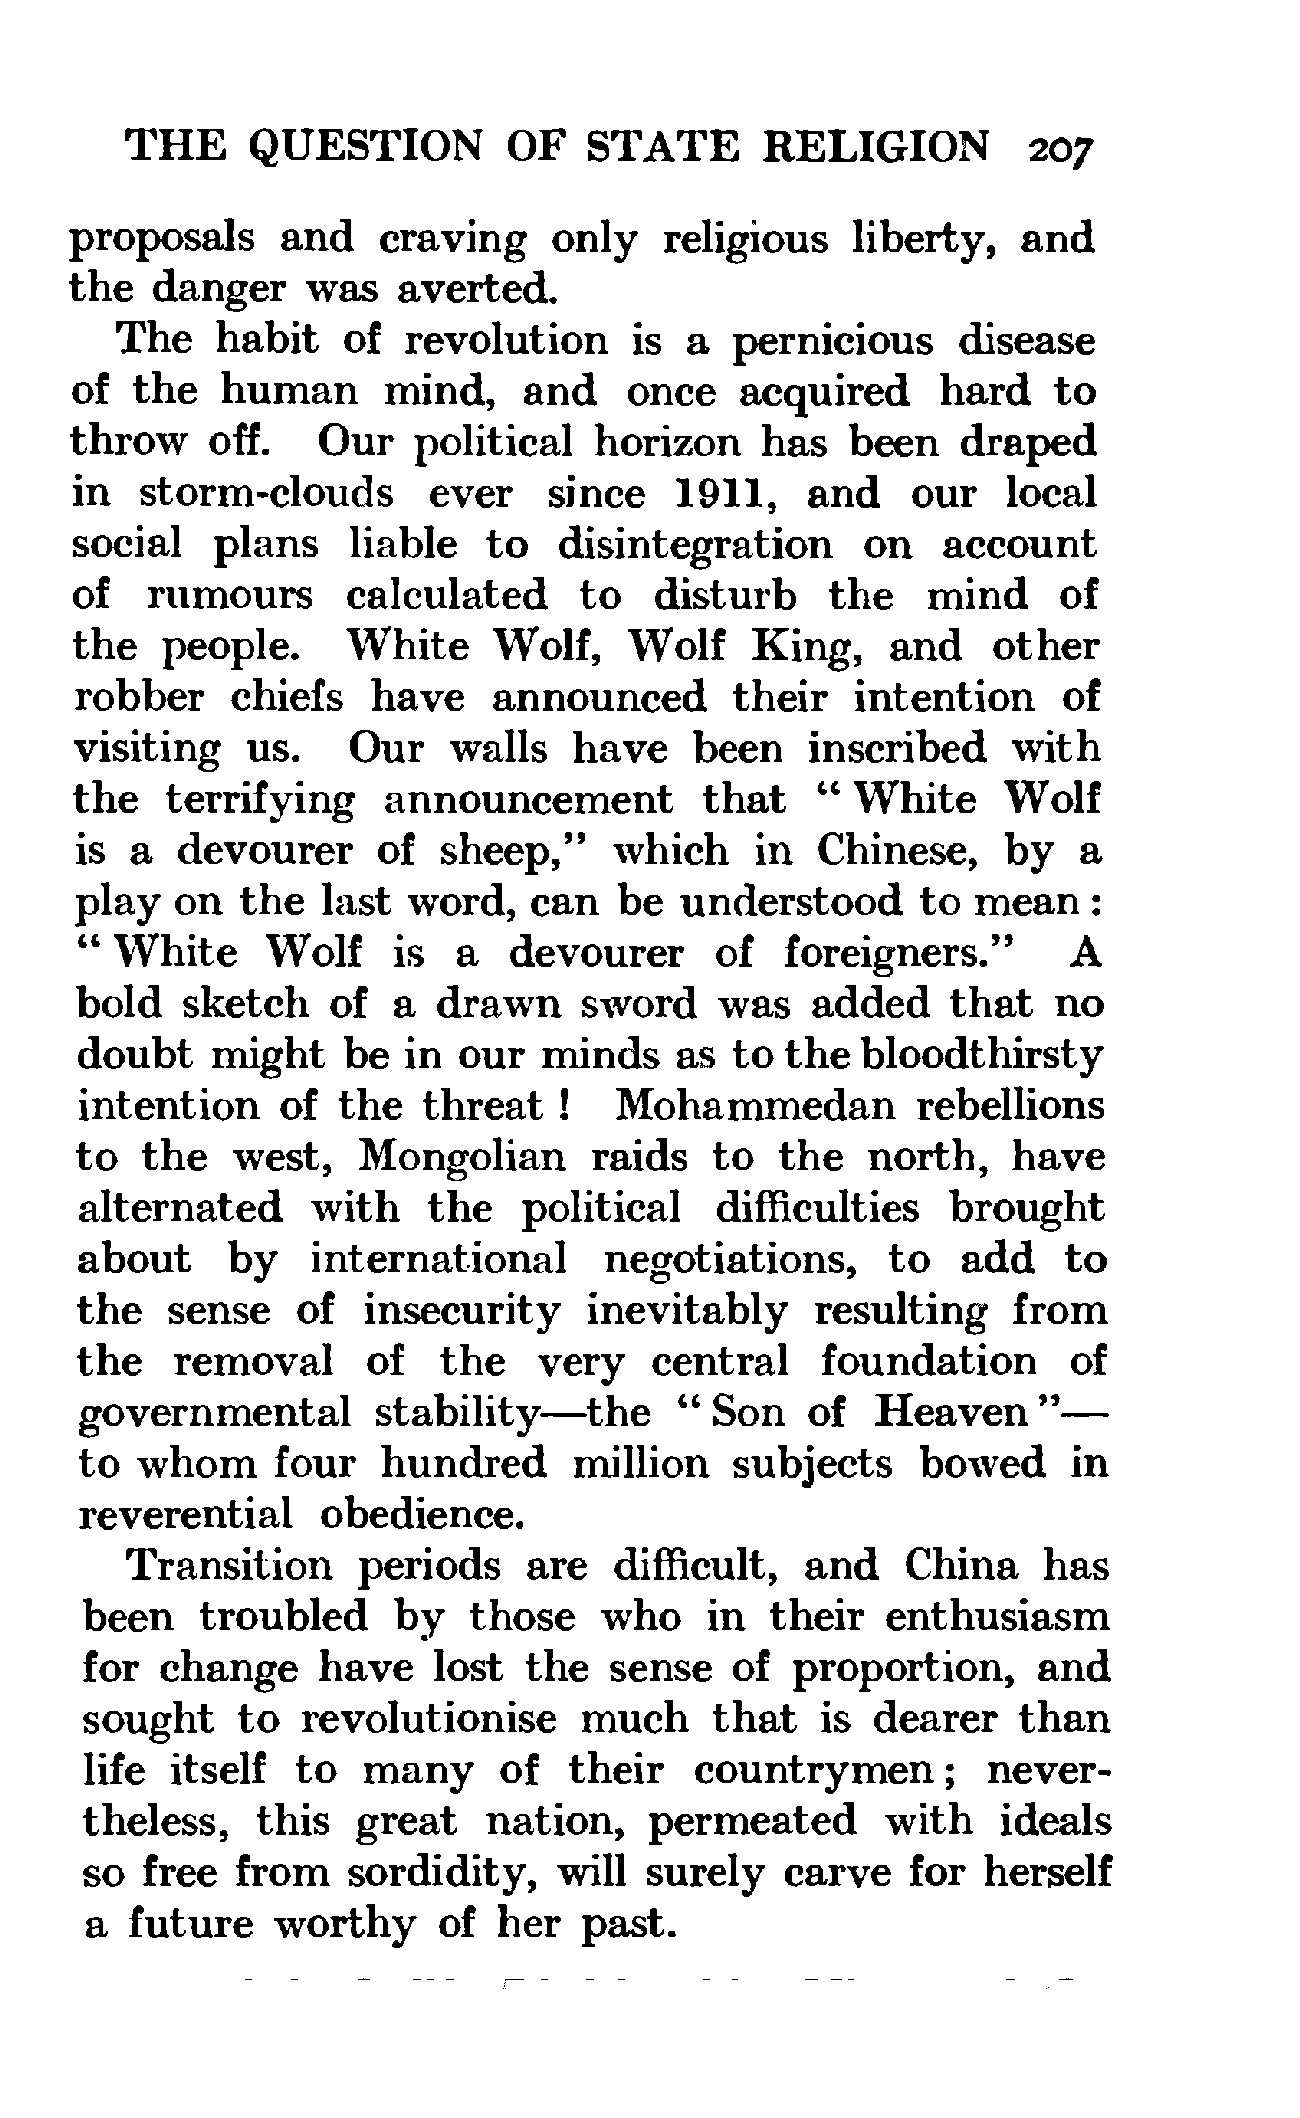 THE QUESTION OF STATE RELIGION 207
proposals and craving only religious liberty, and
the danger was averted.
The habit of revolution is a pernicious disease
of the human mind, and once acquired hard to
throw off. Our political horizon has been draped
in storm-clouds ever since 1911, and our local
social plans liable to disintegration on account
of rumours calculated to disturb the mind of
the people. White Wolf, Wolf King, and other
robber chiefs have announced their intention of
visiting us. Our walls have been inscribed with
the terrifying announcement that “ White Wolf
is a devourer of sheep,” which in Chinese, by a
play on the last word, can be understood to mean :
“ White Wolf is a devourer of foreigners.” A
bold sketch of a drawn sword was added that no
doubt might be in our minds as to the bloodthirsty
intention of the threat ! Mohammedan rebellions
to the west, Mongolian raids to the north, have
alternated with the political difficulties brought
about by international negotiations, to add to
the sense of insecurity inevitably resulting from
the removal of the very central foundation of
governmental stability—the “ Son of Heaven ”—
to whom four hundred million subjects bowed in
reverential obedience.
Transition periods are difficult, and China has
been troubled by those who in their enthusiasm
for change have lost the sense of proportion, and
sought to revolutionise much that is dearer than
life itself to many of their countrymen ; never-
theless, this great nation, permeated with ideals
so free from sordidity, will surely carve for herself
a future worthy of her past.